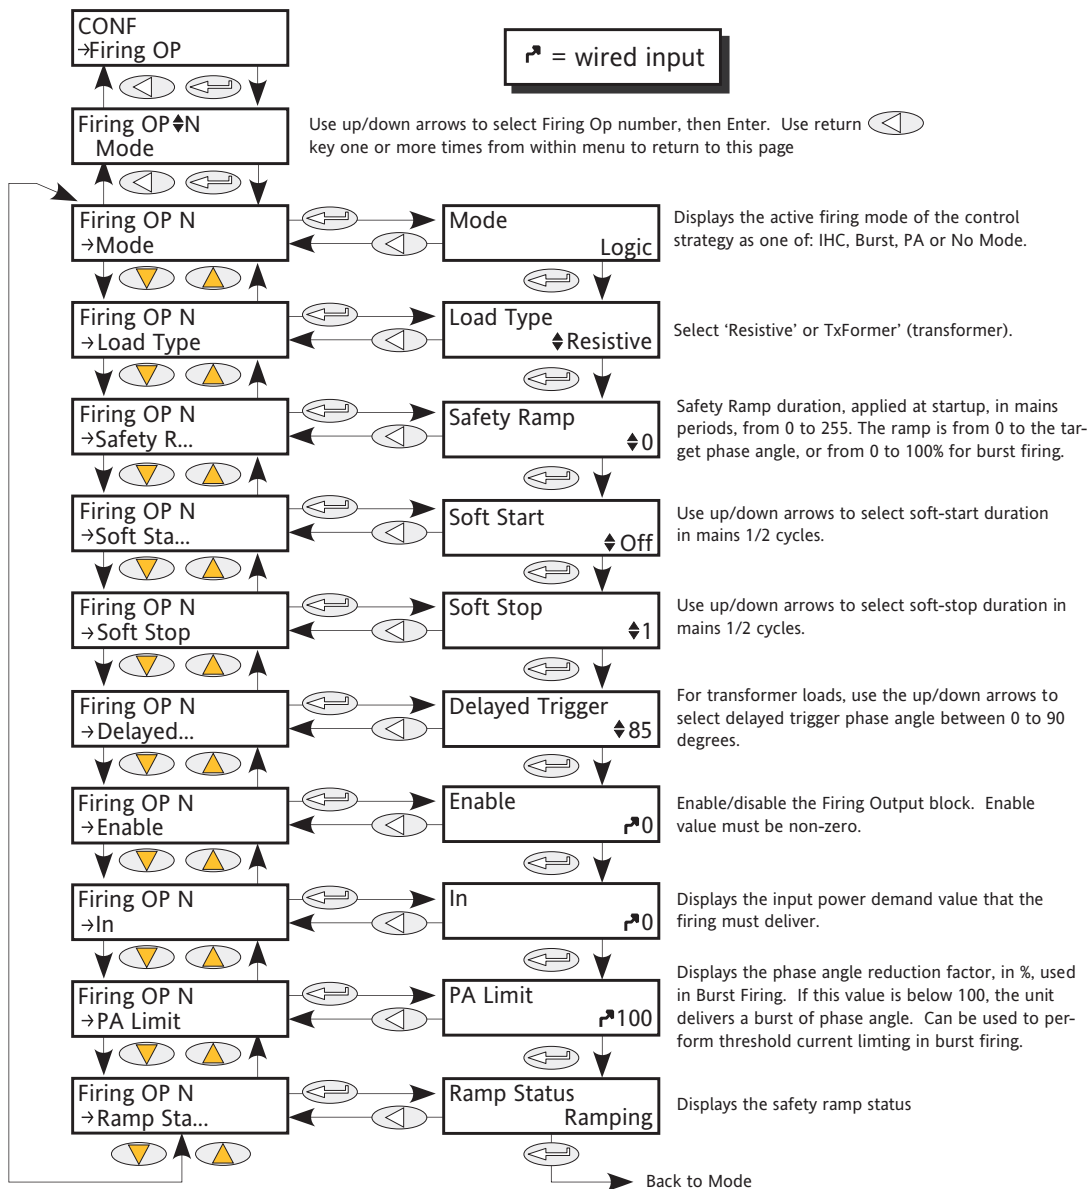 CONF
→Firing OP
= wired input
Firing OP N
Mode
Use up/down arrows to select Firing Op number, then Enter. Use return
key one or more times from within menu to return to this page
Firing OP N
→Mode
Mode
Logic
Displays the active firing mode of the control
strategy as one of: IHC, Burst, PA or No Mode.
Firing OP N
→Load Type
Load Type
Resistive
Select ‘Resistive’ or TxFormer’ (transformer).
Firing OP N
→Safety R...
Safety Ramp
0
Safety Ramp duration, applied at startup, in mains
periods, from 0 to 255. The ramp is from 0 to the tar-
get phase angle, or from 0 to 100% for burst firing.
Firing OP N
→Soft Sta...
Soft Start
Off
Use up/down arrows to select soft-start duration
in mains 1/2 cycles.
Firing OP N
→Soft Stop
Soft Stop
1
Use up/down arrows to select soft-stop duration in
mains 1/2 cycles.
Firing OP N
→Delayed...
Delayed Trigger
85
For transformer loads, use the up/down arrows to
select delayed trigger phase angle between 0 to 90
degrees.
Firing OP N
→Enable
Enable
0
Enable/disable the Firing Output block. Enable
value must be non-zero.
Firing OP N
→In
In
0
Displays the input power demand value that the
firing must deliver.
Firing OP N
→PA Limit
PA Limit
100
Displays the phase angle reduction factor, in %, used
in Burst Firing. If this value is below 100, the unit
delivers a burst of phase angle. Can be used to per-
form threshold current limting in burst firing.
Firing OP N
→Ramp Sta...
Ramp Status
Ramping
Displays the safety ramp status
Back to Mode